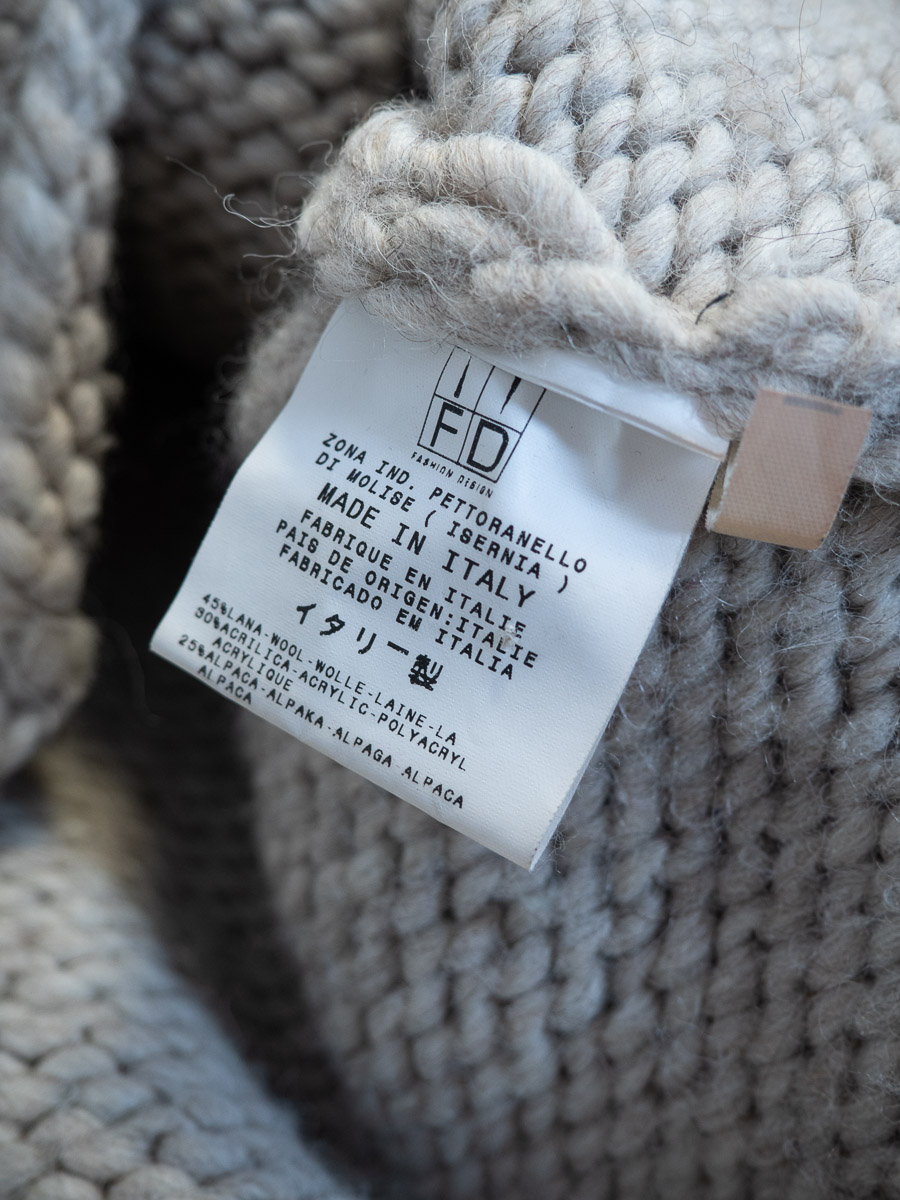 FD
FASHION DESIGN
ZONA IND. PETTORANELLO
DI MOLISE ( ISERNIA )
MADE IN ITALY
FABRIQUE EN ITALIE
PAIS DE ORIGEN:ITALIE
FABRICADO EM ITALIA
イタリー製
45%LANA-WOOL-WOLLE-LAINE-LA
30%ACRILICA-ACRYLIC-POLYACRYL
ACRYLIQUE
25%ALPACA-ALPAKA-ALPAGA-ALPACA
ALPACA